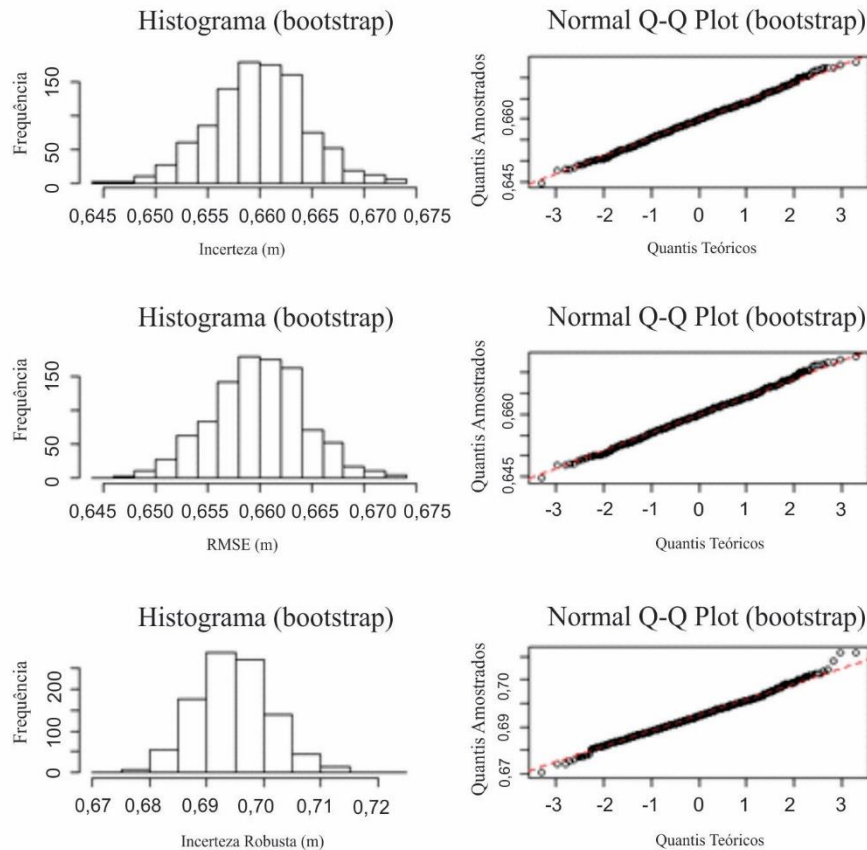 Histograma (bootstrap)
Frequência
0 50 150
0,645 0,650 0,655 0,660 0,665 0,670 0,675
Incerteza (m)
Normal Q-Q Plot (bootstrap)
Quantis Amostrados
0,645 0,660
-3 -2 -1 0 1 2 3
Quantis Teóricos
Histograma (bootstrap)
Frequência
0 50 150
0,645 0,650 0,655 0,660 0,665 0,670 0,675
RMSE (m)
Normal Q-Q Plot (bootstrap)
Quantis Amostrados
0,645 0,660
-3 -2 -1 0 1 2 3
Quantis Teóricos
Histograma (bootstrap)
Frequência
0 100 200
0,67 0,68 0,69 0,70 0,71 0,72
Incerteza Robusta (m)
Normal Q-Q Plot (bootstrap)
Quantis Amostrados
0,67 0,69 0,70
-3 -2 -1 0 1 2 3
Quantis Teóricos